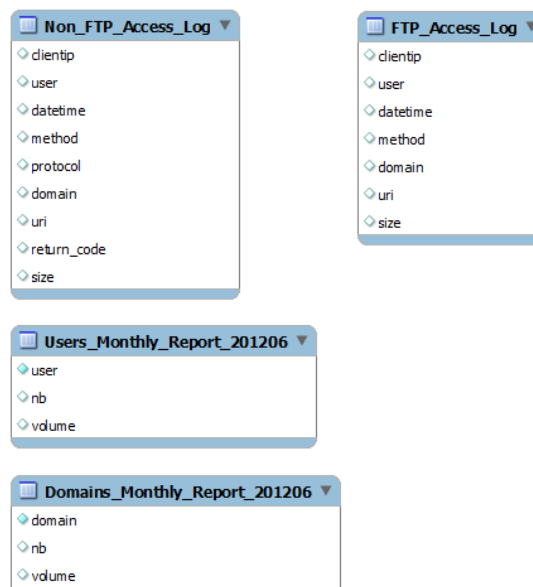 Non_FTP_Access_Log
clientip
user
datetime
method
protocol
domain
uri
return_code
size
FTP_Access_Log
clientip
user
datetime
method
domain
uri
size
Users_Monthly_Report_201206
user
nb
volume
Domains_Monthly_Report_201206
domain
nb
volume